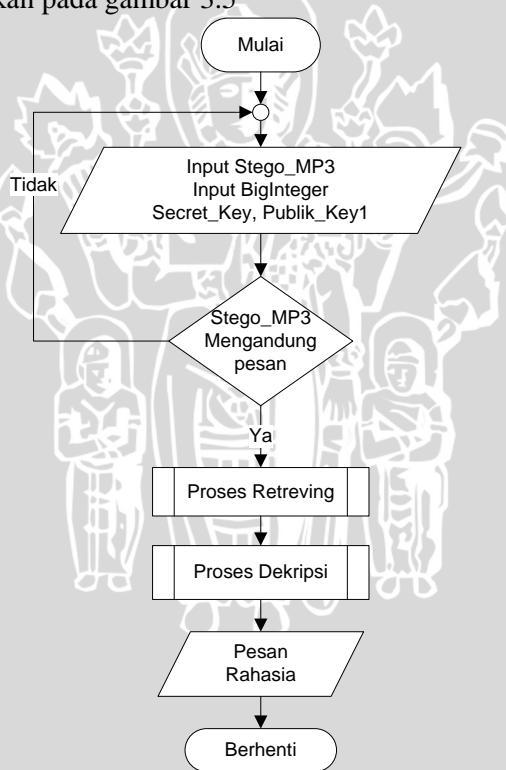 kan pada gambar 3.5
Mulai
Input Stego_MP3
Input BigInteger
Secret_Key, Publik_Key1
Tidak
Stego_MP3
Mengandung
pesan
Ya
Proses Retreving
Proses Dekripsi
Pesan
Rahasia
Berhenti